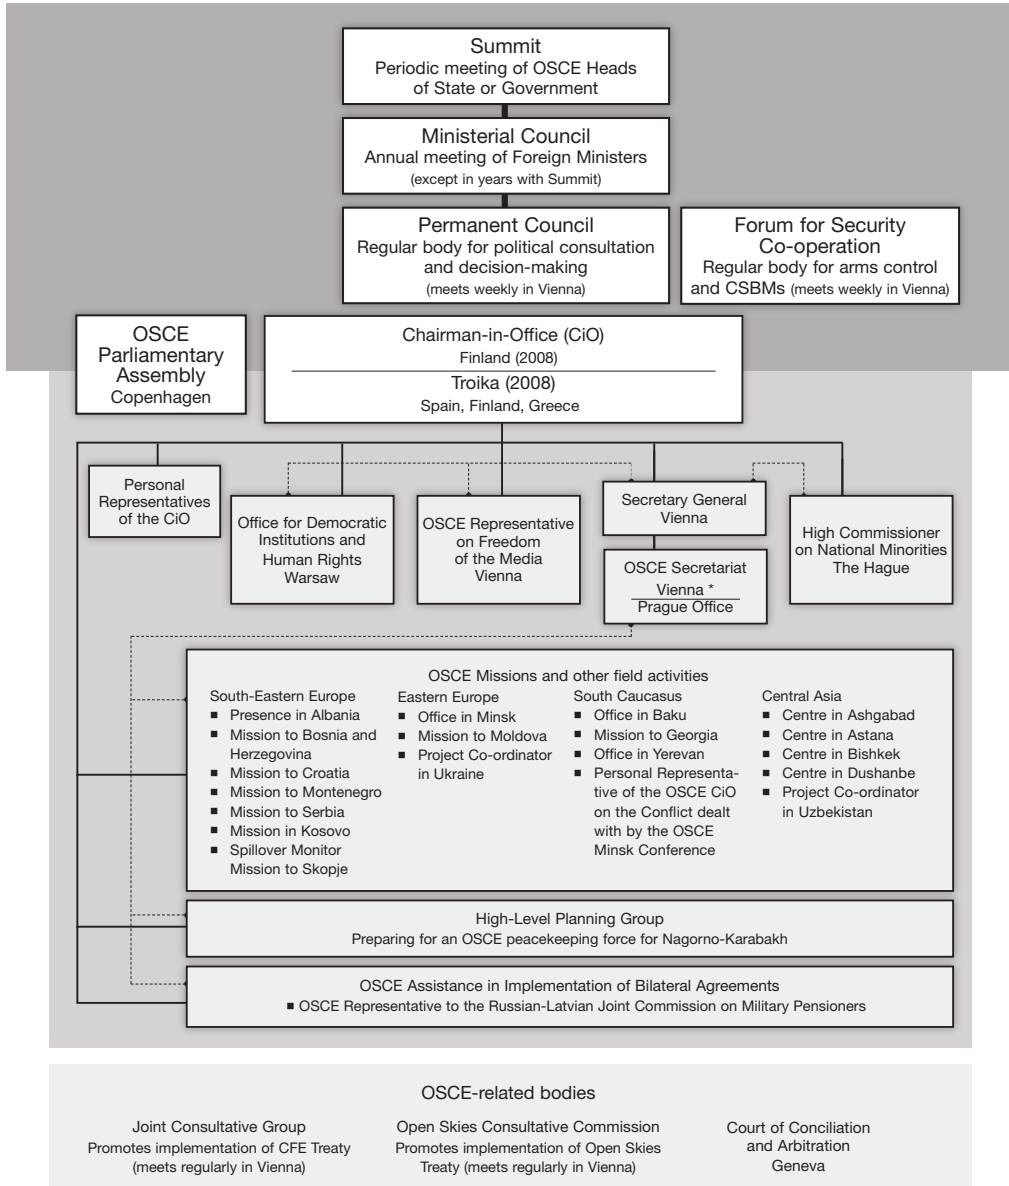 Summit
Periodic meeting of OSCE Heads
of State or Government
Ministerial Council
Annual meeting of Foreign Ministers
(except in years with Summit)
Permanent Council
Regular body for political consultation
and decision-making
(meets weekly in Vienna)
Forum for Security
Co-operation
Regular body for arms control
and CSBMs (meets weekly in Vienna)
OSCE
Parliamentary
Assembly
Copenhagen
Chairman-in-Office (CiO)
Finland (2008)
Troika (2008)
Spain, Finland, Greece
Personal
Representatives
of the CiO
Office for Democratic
Institutions and
Human Rights
Warsaw
OSCE Representative
on Freedom
of the Media
Vienna
Secretary General
Vienna
OSCE Secretariat
Vienna *
Prague Office
High Commissioner
on National Minorities
The Hague
OSCE Missions and other field activities
South-Eastern Europe
■ Presence in Albania
■ Mission to Bosnia and
Herzegovina
■ Mission to Croatia
■ Mission to Montenegro
■ Mission to Serbia
■ Mission in Kosovo
■ Spillover Monitor
Mission to Skopje
Eastern Europe
■ Office in Minsk
■ Mission to Moldova
■ Project Co-ordinator
in Ukraine
South Caucasus
■ Office in Baku
■ Mission to Georgia
■ Office in Yerevan
■ Personal Representa-
tive of the OSCE CiO
on the Conflict dealt
with by the OSCE
Minsk Conference
Central Asia
■ Centre in Ashgabad
■ Centre in Astana
■ Centre in Bishkek
■ Centre in Dushanbe
■ Project Co-ordinator
in Uzbekistan
High-Level Planning Group
Preparing for an OSCE peacekeeping force for Nagorno-Karabakh
OSCE Assistance in Implementation of Bilateral Agreements
■ OSCE Representative to the Russian-Latvian Joint Commission on Military Pensioners
OSCE-related bodies
Joint Consultative Group
Promotes implementation of CFE Treaty
(meets regularly in Vienna)
Open Skies Consultative Commission
Promotes implementation of Open Skies
Treaty (meets regularly in Vienna)
Court of Conciliation
and Arbitration
Geneva